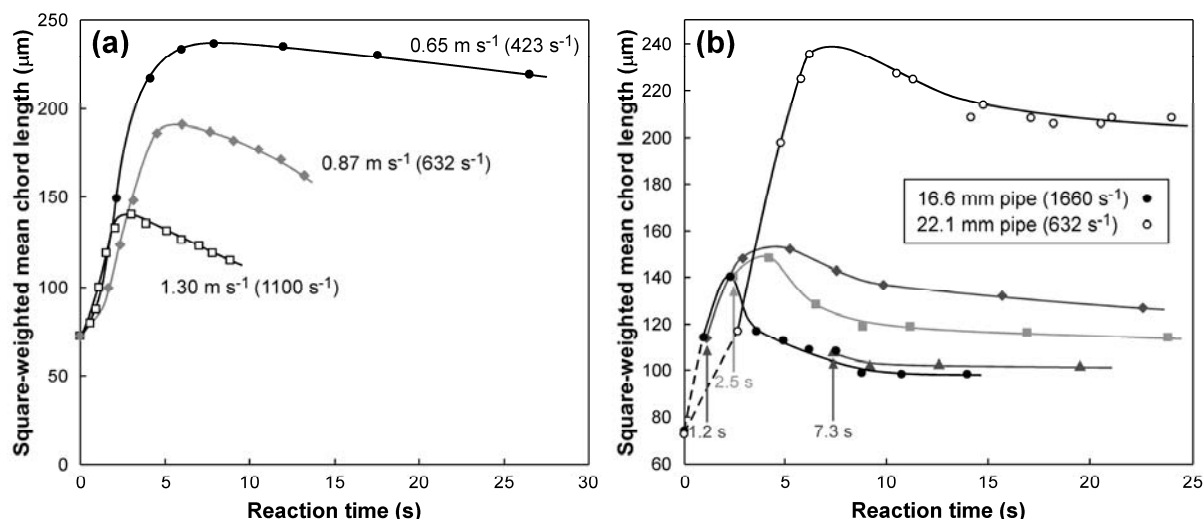 (a)
250
200
150
100
50
0
0 5 10 15 20 25 30
Square-weighted mean chord length (μm)
Reaction time (s)
0.65 m s⁻¹ (423 s⁻¹)
0.87 m s⁻¹ (632 s⁻¹)
1.30 m s⁻¹ (1100 s⁻¹)
(b)
240
220
200
180
160
140
120
100
80
60
0 5 10 15 20 25
Square-weighted mean chord length (μm)
Reaction time (s)
16.6 mm pipe (1660 s⁻¹)
22.1 mm pipe (632 s⁻¹)
2.5 s
1.2 s
7.3 s